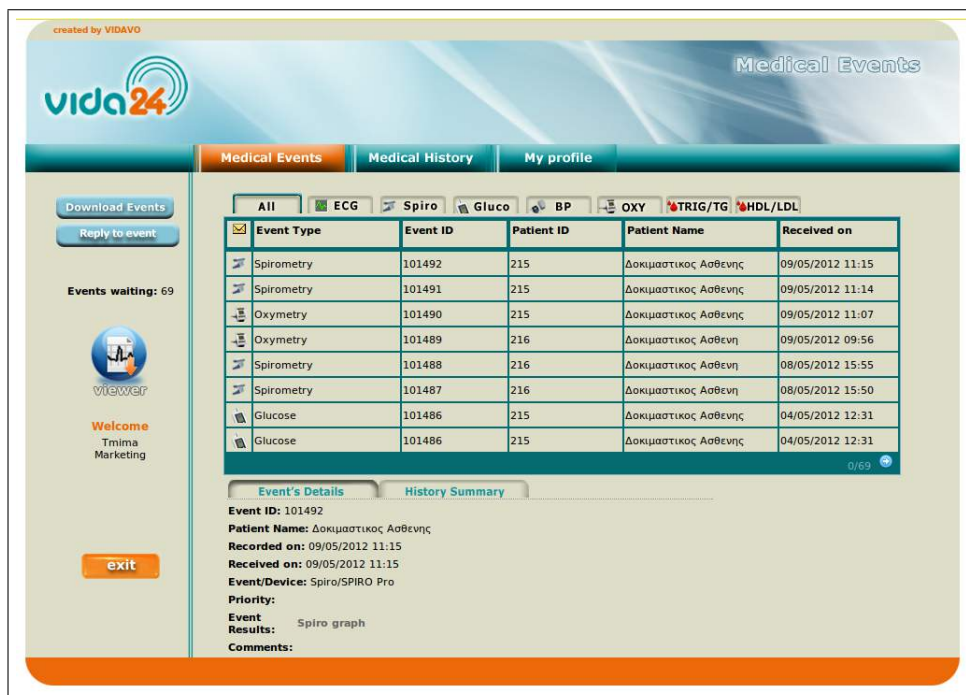 created by VIDAVO
vida24
Medical Events
Medical Events Medical History My profile
Download Events
Reply to event
Events waiting: 69
viewer
Welcome
Tmima
Marketing
exit
All ECG Spiro Gluco BP OXY TRIG/TG HDL/LDL
Event Type Event ID Patient ID Patient Name Received on
Spirometry 101492 215 Δοκιμαστικος Ασθενης 09/05/2012 11:15
Spirometry 101491 215 Δοκιμαστικος Ασθενης 09/05/2012 11:14
Oxymetry 101490 215 Δοκιμαστικος Ασθενης 09/05/2012 11:07
Oxymetry 101489 216 Δοκιμαστικος Ασθενη 09/05/2012 09:56
Spirometry 101488 216 Δοκιμαστικος Ασθενη 08/05/2012 15:55
Spirometry 101487 216 Δοκιμαστικος Ασθενη 08/05/2012 15:50
Glucose 101486 215 Δοκιμαστικος Ασθενης 04/05/2012 12:31
Glucose 101486 215 Δοκιμαστικος Ασθενης 04/05/2012 12:31
0/69
Event's Details History Summary
Event ID: 101492
Patient Name: Δοκιμαστικος Ασθενης
Recorded on: 09/05/2012 11:15
Received on: 09/05/2012 11:15
Event/Device: Spiro/SPIRO Pro
Priority:
Event
Results: Spiro graph
Comments: